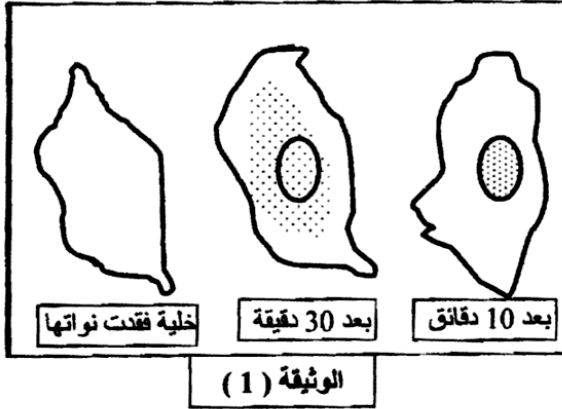 بعد 10 دقائق
بعد 30 دقيقة
خلية فقدت نواتها
الوثيقة ( 1 )